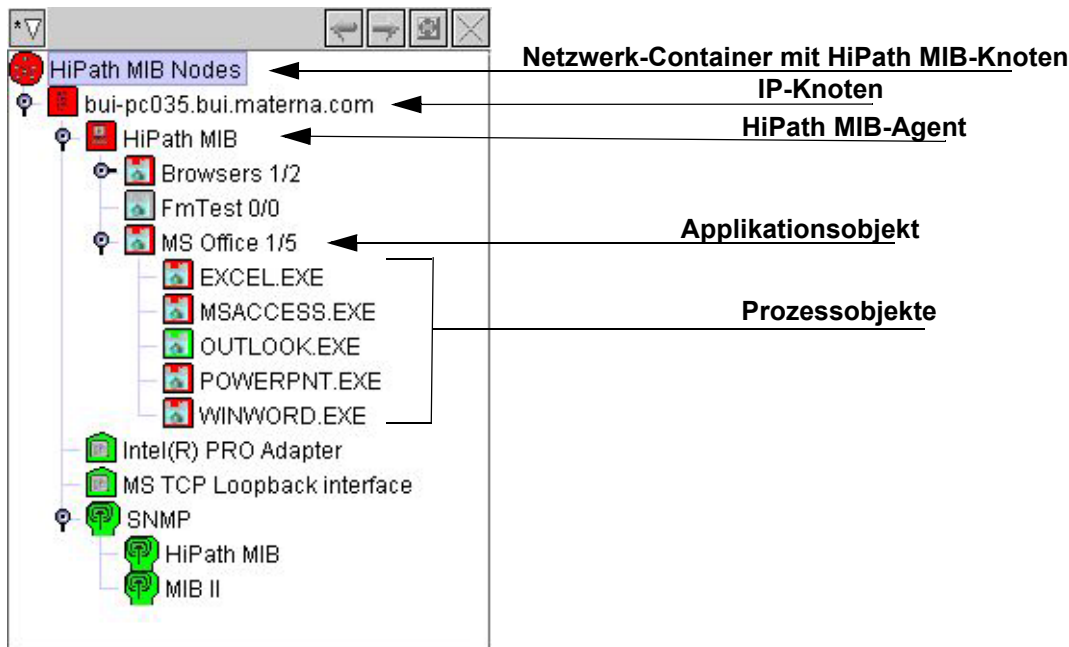 HiPath MIB Nodes
Netzwerk-Container mit HiPath MIB-Knoten
bui-pc035.bui.materna.com
IP-Knoten
HiPath MIB
HiPath MIB-Agent
Browsers 1/2
FmTest 0/0
MS Office 1/5
Applikationsobjekt
EXCEL.EXE
MSACCESS.EXE
Prozessobjekte
OUTLOOK.EXE
POWERPNT.EXE
WINWORD.EXE
Intel(R) PRO Adapter
MS TCP Loopback interface
SNMP
HiPath MIB
MIB II